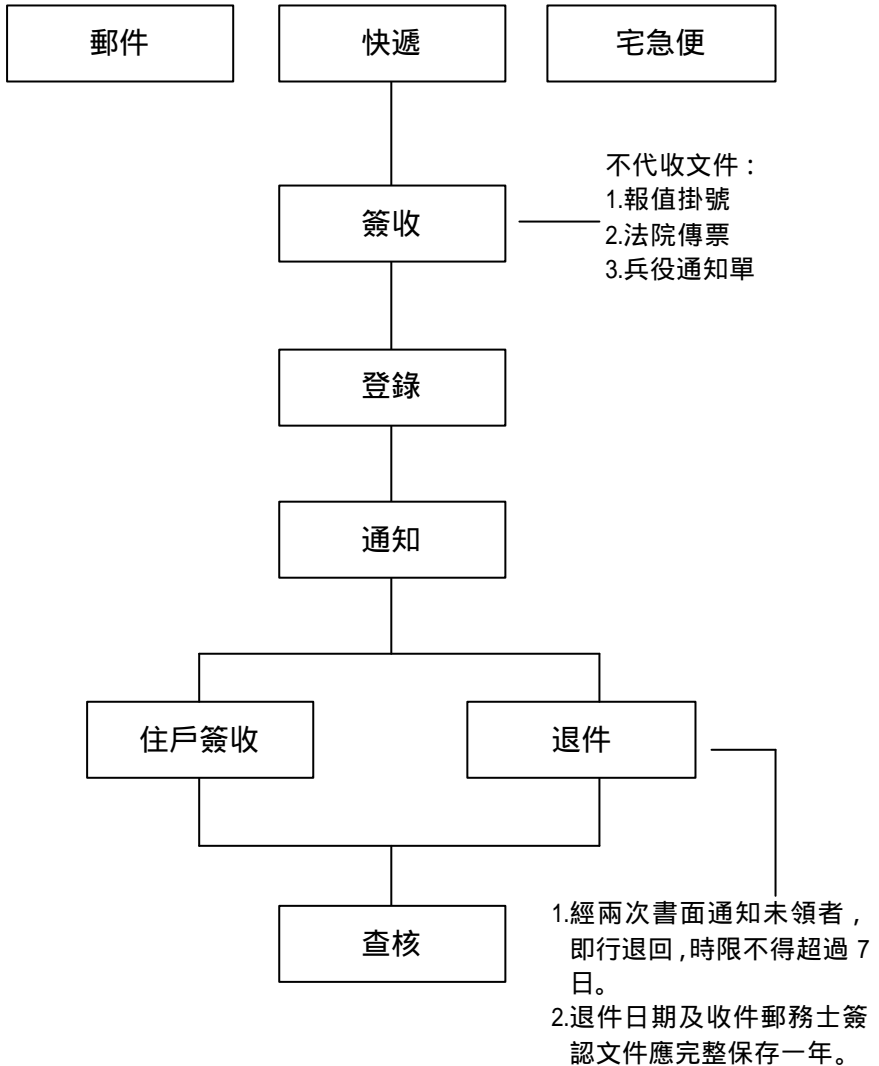 郵件
快遞
宅急便
不代收文件：
1.報值掛號
2.法院傳票
3.兵役通知單
簽收
登錄
通知
住戶簽收
退件
查核
1.經兩次書面通知未領者，
即行退回，時限不得超過 7
日。
2.退件日期及收件郵務士簽
認文件應完整保存一年。